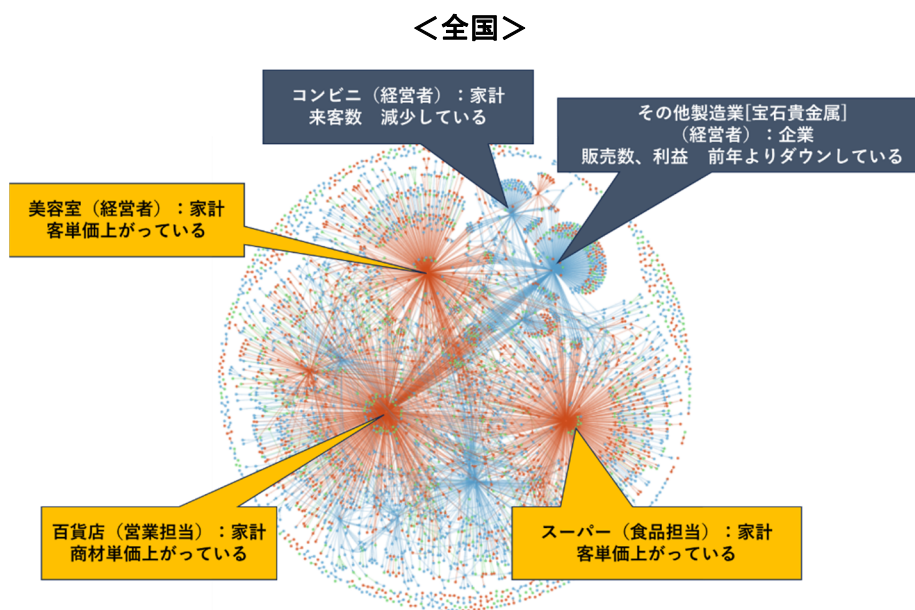 ＜全国＞
コンビニ（経営者）：家計
来客数　減少している
その他製造業[宝石貴金属]
（経営者）：企業
販売数、利益　前年よりダウンしている
美容室（経営者）：家計
客単価上がっている
百貨店（営業担当）：家計
商材単価上がっている
スーパー（食品担当）：家計
客単価上がっている